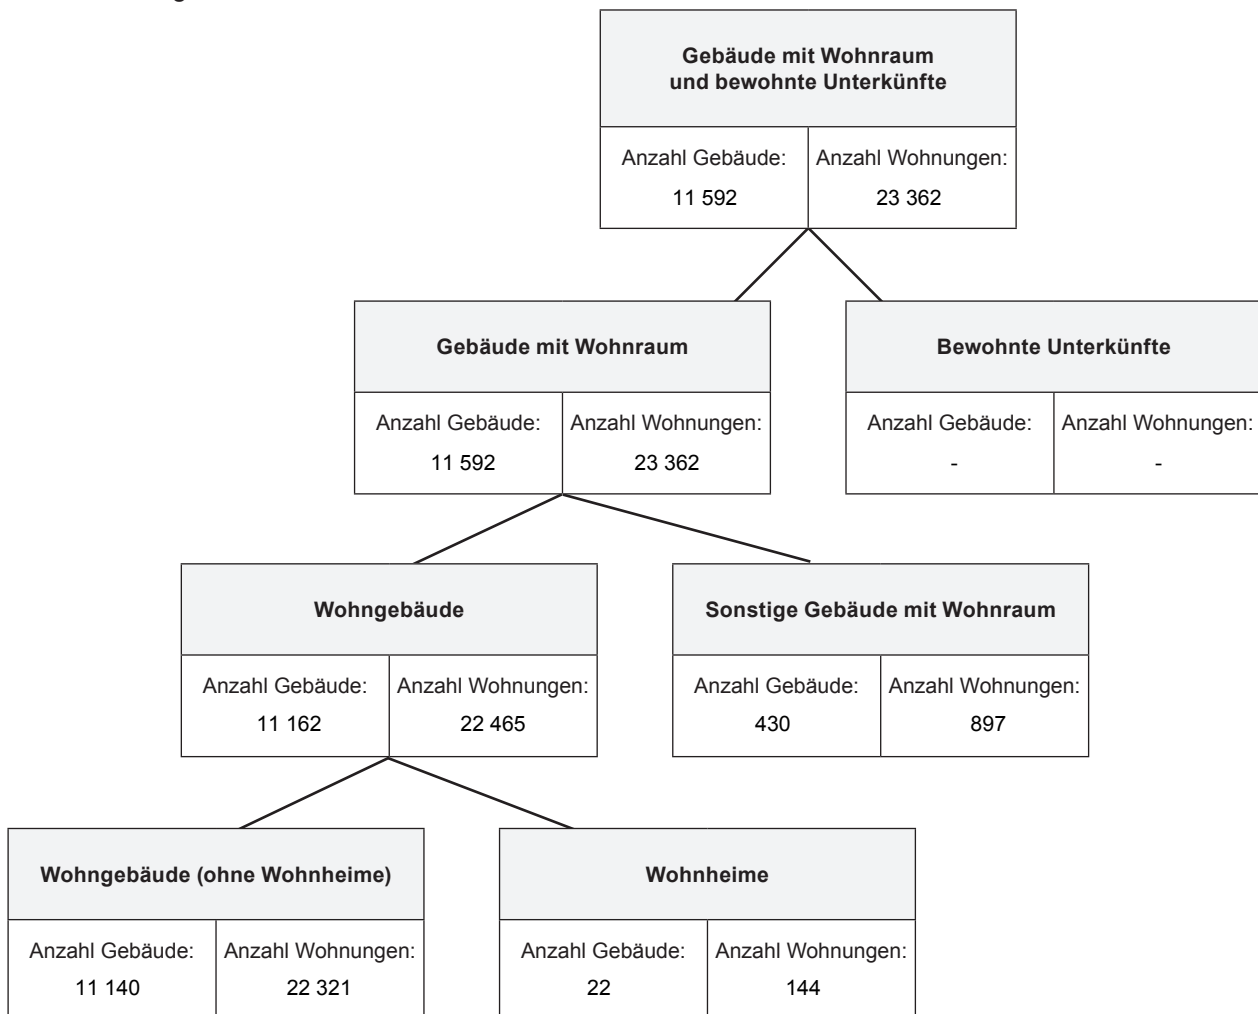 Gebäude mit Wohnraum
und bewohnte Unterkünfte
Anzahl Gebäude: Anzahl Wohnungen:
11 592 23 362
Gebäude mit Wohnraum Bewohnte Unterkünfte
Anzahl Gebäude: Anzahl Wohnungen: Anzahl Gebäude: Anzahl Wohnungen:
11 592 23 362 - -
Wohngebäude Sonstige Gebäude mit Wohnraum
Anzahl Gebäude: Anzahl Wohnungen: Anzahl Gebäude: Anzahl Wohnungen:
11 162 22 465 430 897
Wohngebäude (ohne Wohnheime) Wohnheime
Anzahl Gebäude: Anzahl Wohnungen: Anzahl Gebäude: Anzahl Wohnungen:
11 140 22 321 22 144